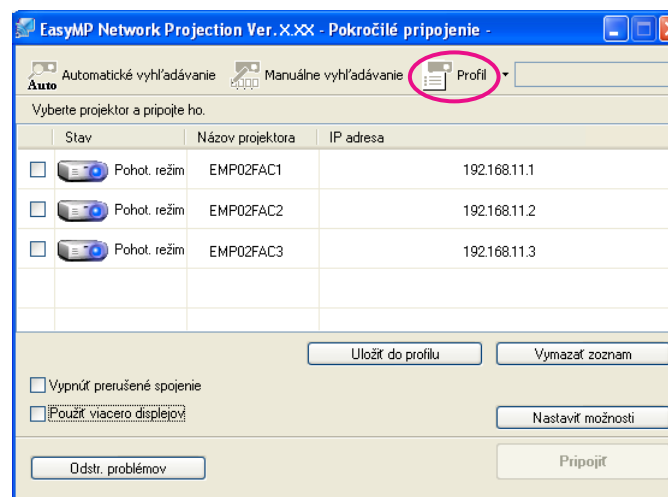 EasyMP Network Projection Ver.X.XX - Pokročilé pripojenie -
Auto Automatické vyhľadávanie Manuálne vyhľadávanie Profil
Vyberte projektor a pripojte ho.
Stav Názov projektora IP adresa
Pohot. režim EMP02FAC1 192.168.11.1
Pohot. režim EMP02FAC2 192.168.11.2
Pohot. režim EMP02FAC3 192.168.11.3
Uložiť do profilu Vymazať zoznam
Vypnúť prerušené spojenie
Použiť viacero displejov
Nastaviť možnosti
Odstr. problémov Pripojiť